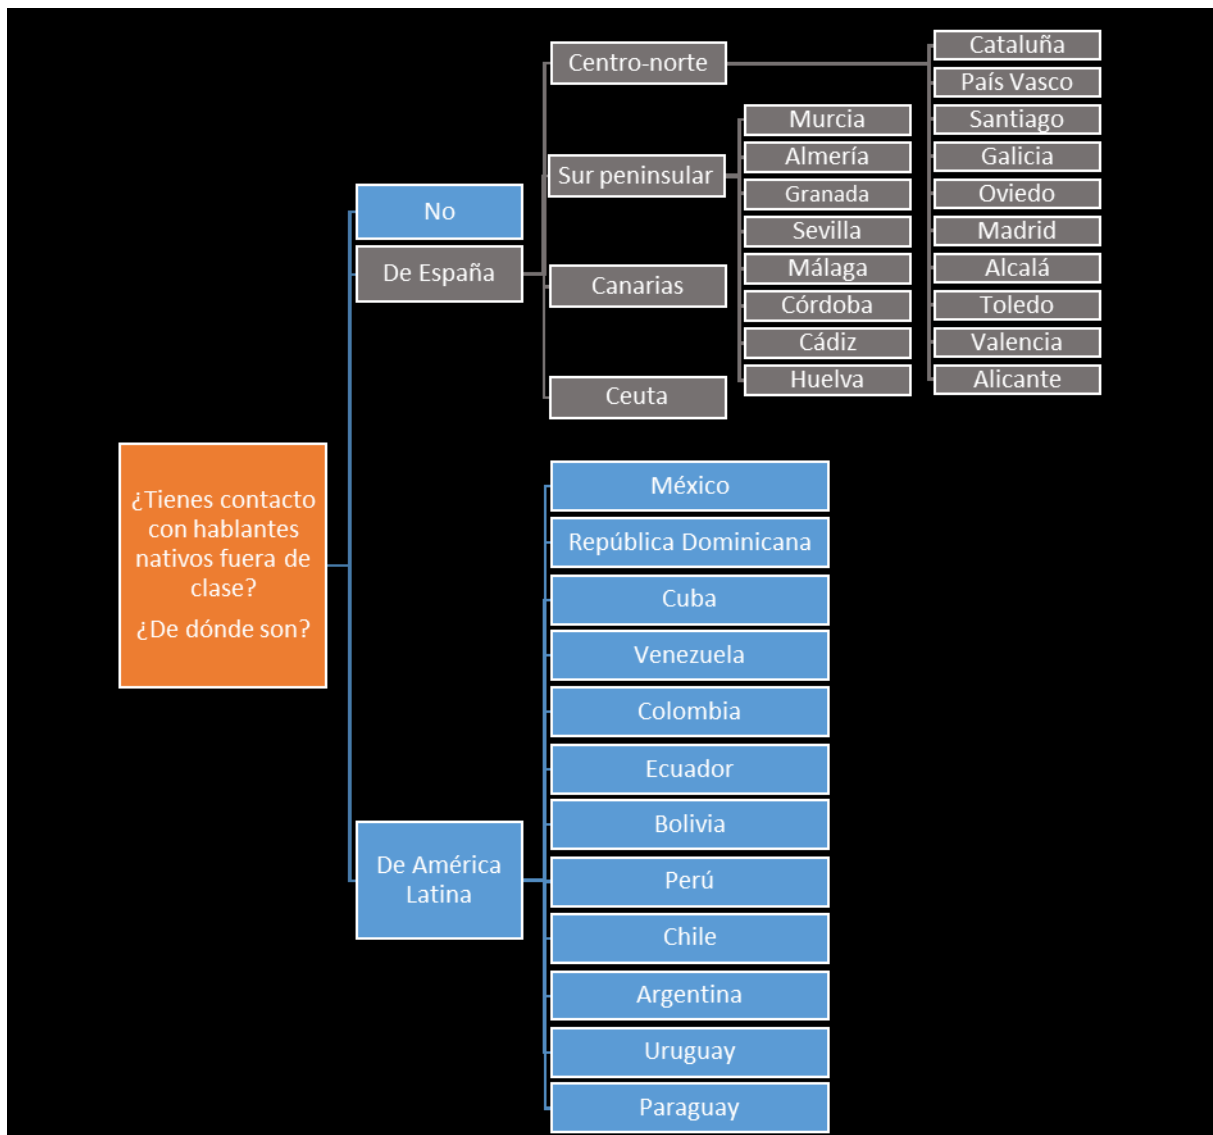 ¿Tienes contacto
con hablantes
nativos fuera de
clase?
¿De dónde son?
No
De España
Centro-norte
Cataluña
País Vasco
Santiago
Galicia
Oviedo
Madrid
Alcalá
Toledo
Valencia
Alicante
Sur peninsular
Murcia
Almería
Granada
Sevilla
Málaga
Córdoba
Cádiz
Huelva
Canarias
Ceuta
De América
Latina
México
República Dominicana
Cuba
Venezuela
Colombia
Ecuador
Bolivia
Perú
Chile
Argentina
Uruguay
Paraguay